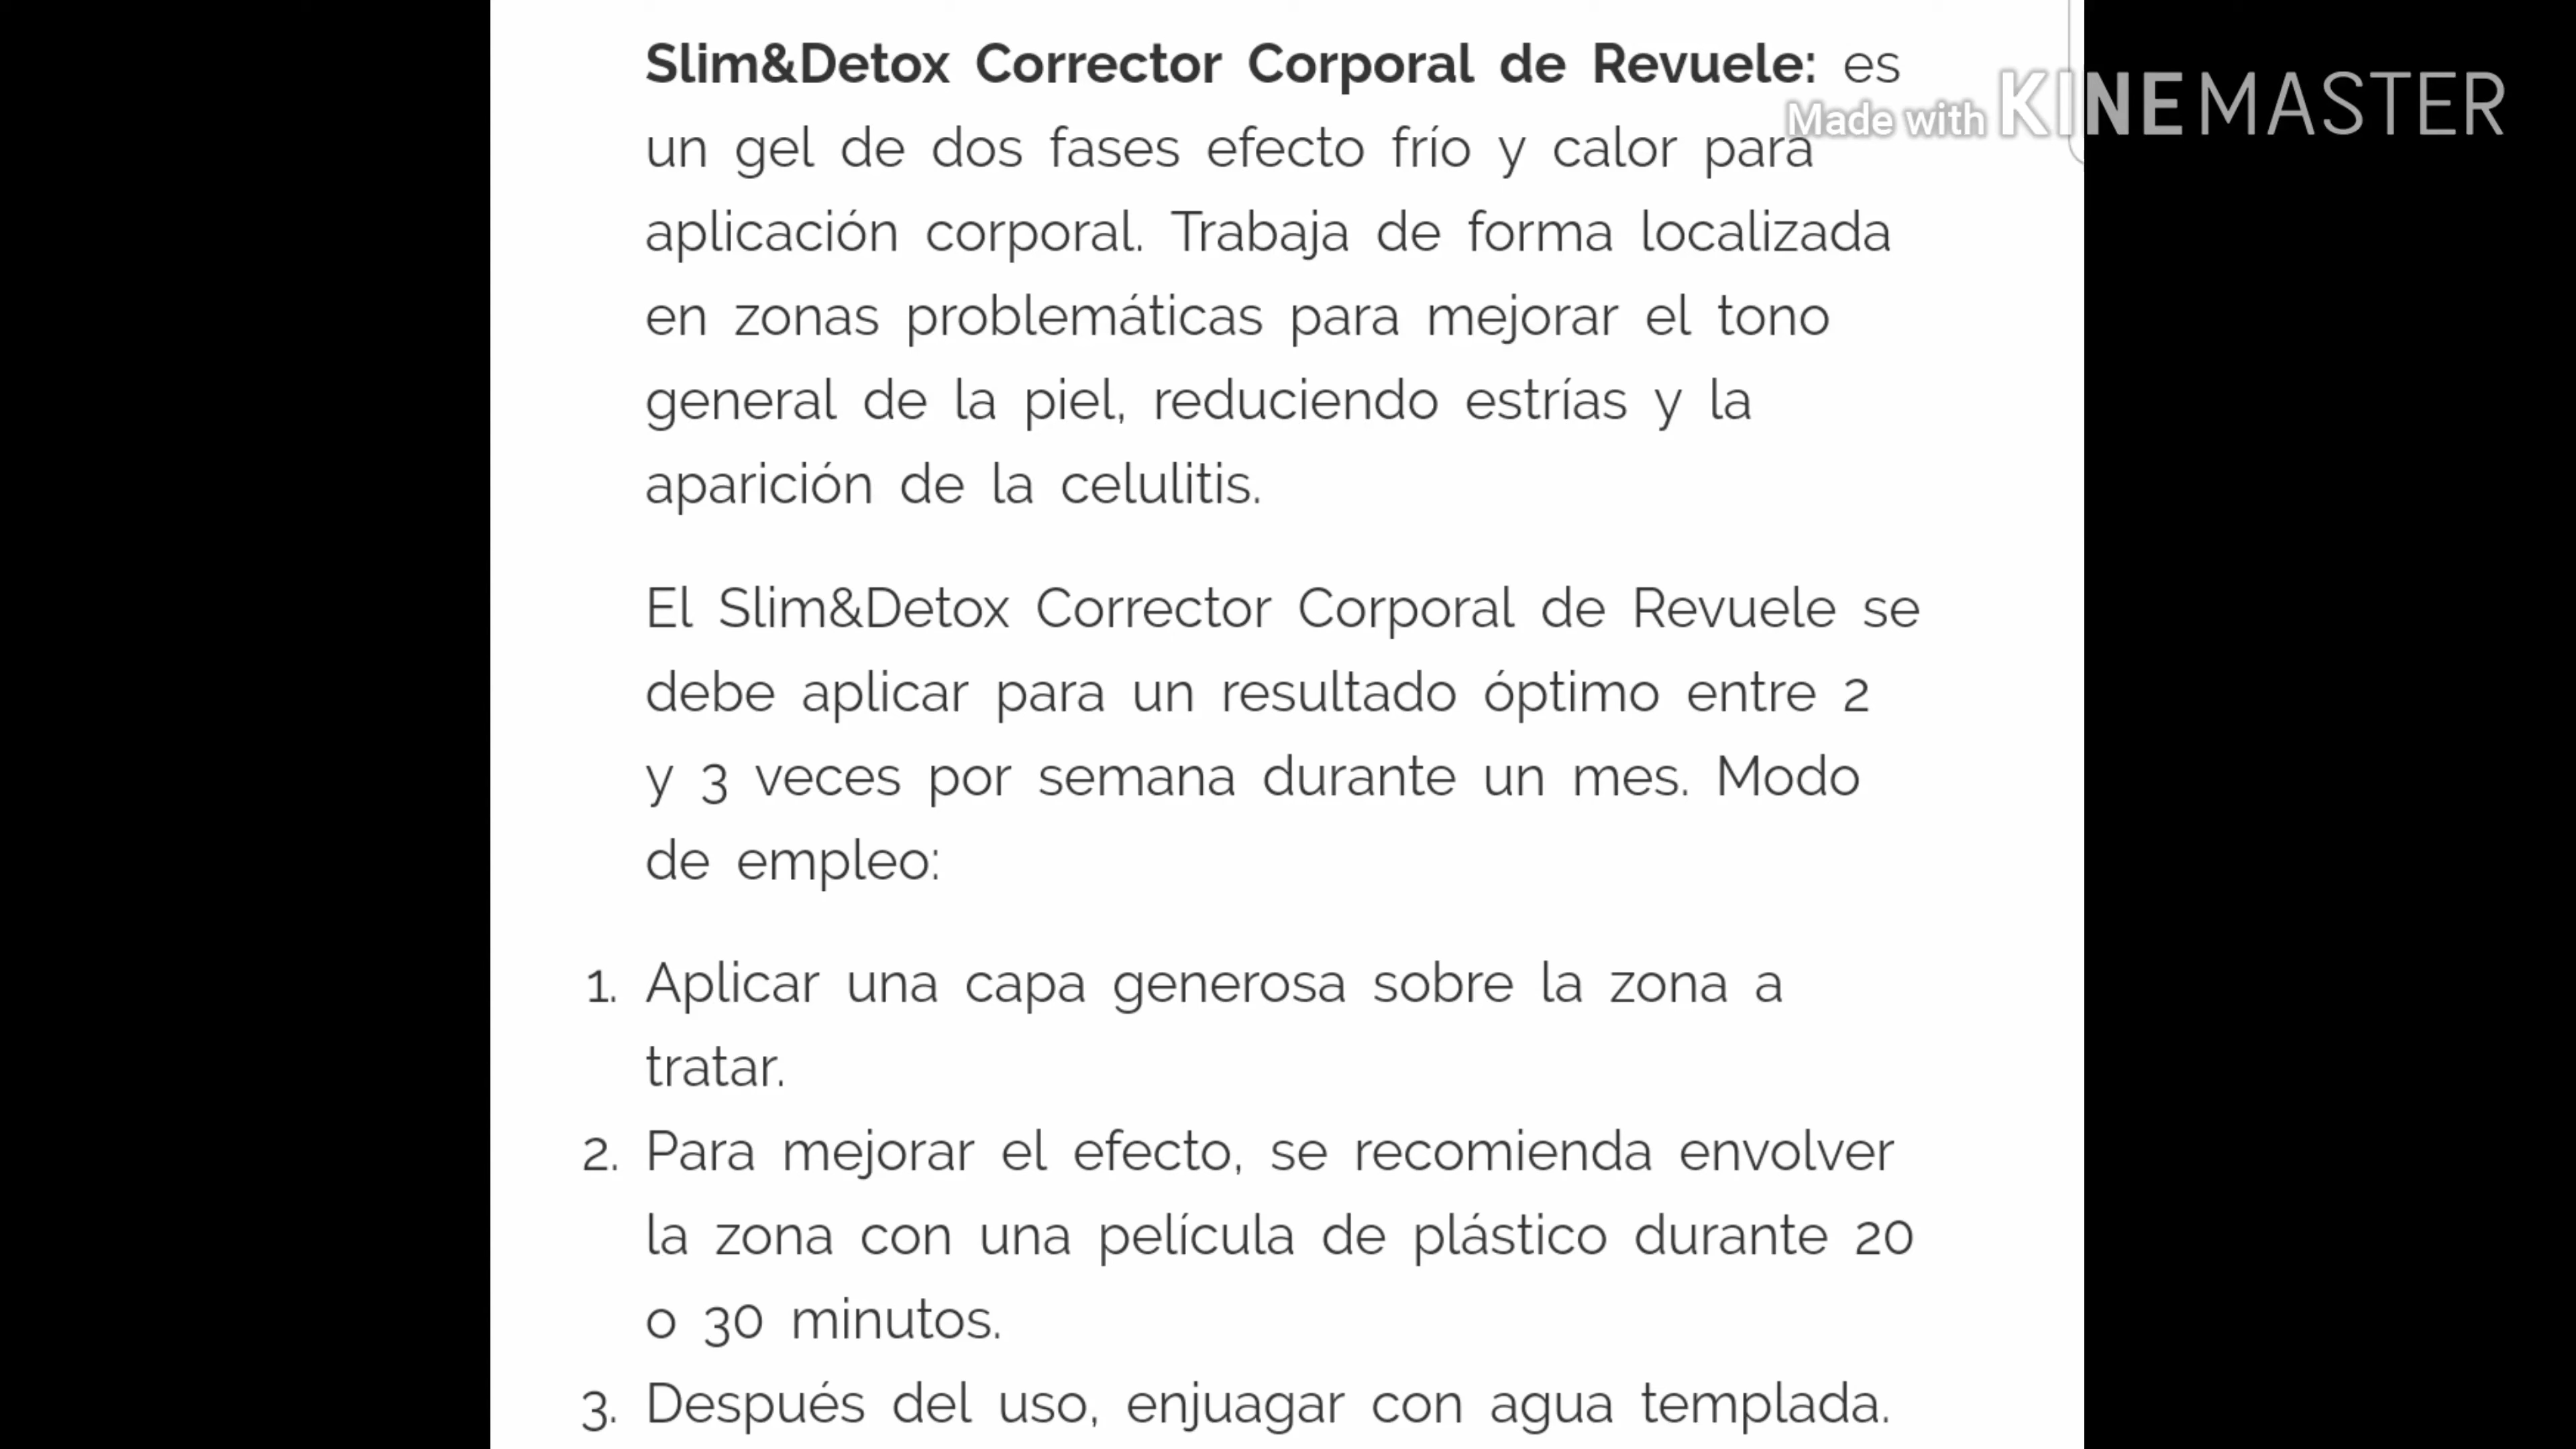 Slim&Detox Corrector Corporal de Revuele: es
Made with KINEMASTER
un gel de dos fases efecto frío y calor para
aplicación corporal. Trabaja de forma localizada
en zonas problemáticas para mejorar el tono
general de la piel, reduciendo estrías y la
aparición de la celulitis.
El Slim&Detox Corrector Corporal de Revuele se
debe aplicar para un resultado óptimo entre 2
y 3 veces por semana durante un mes. Modo
de empleo:
1. Aplicar una capa generosa sobre la zona a
tratar.
2. Para mejorar el efecto, se recomienda envolver
la zona con una película de plástico durante 20
o 30 minutos.
3. Después del uso, enjuagar con agua templada.